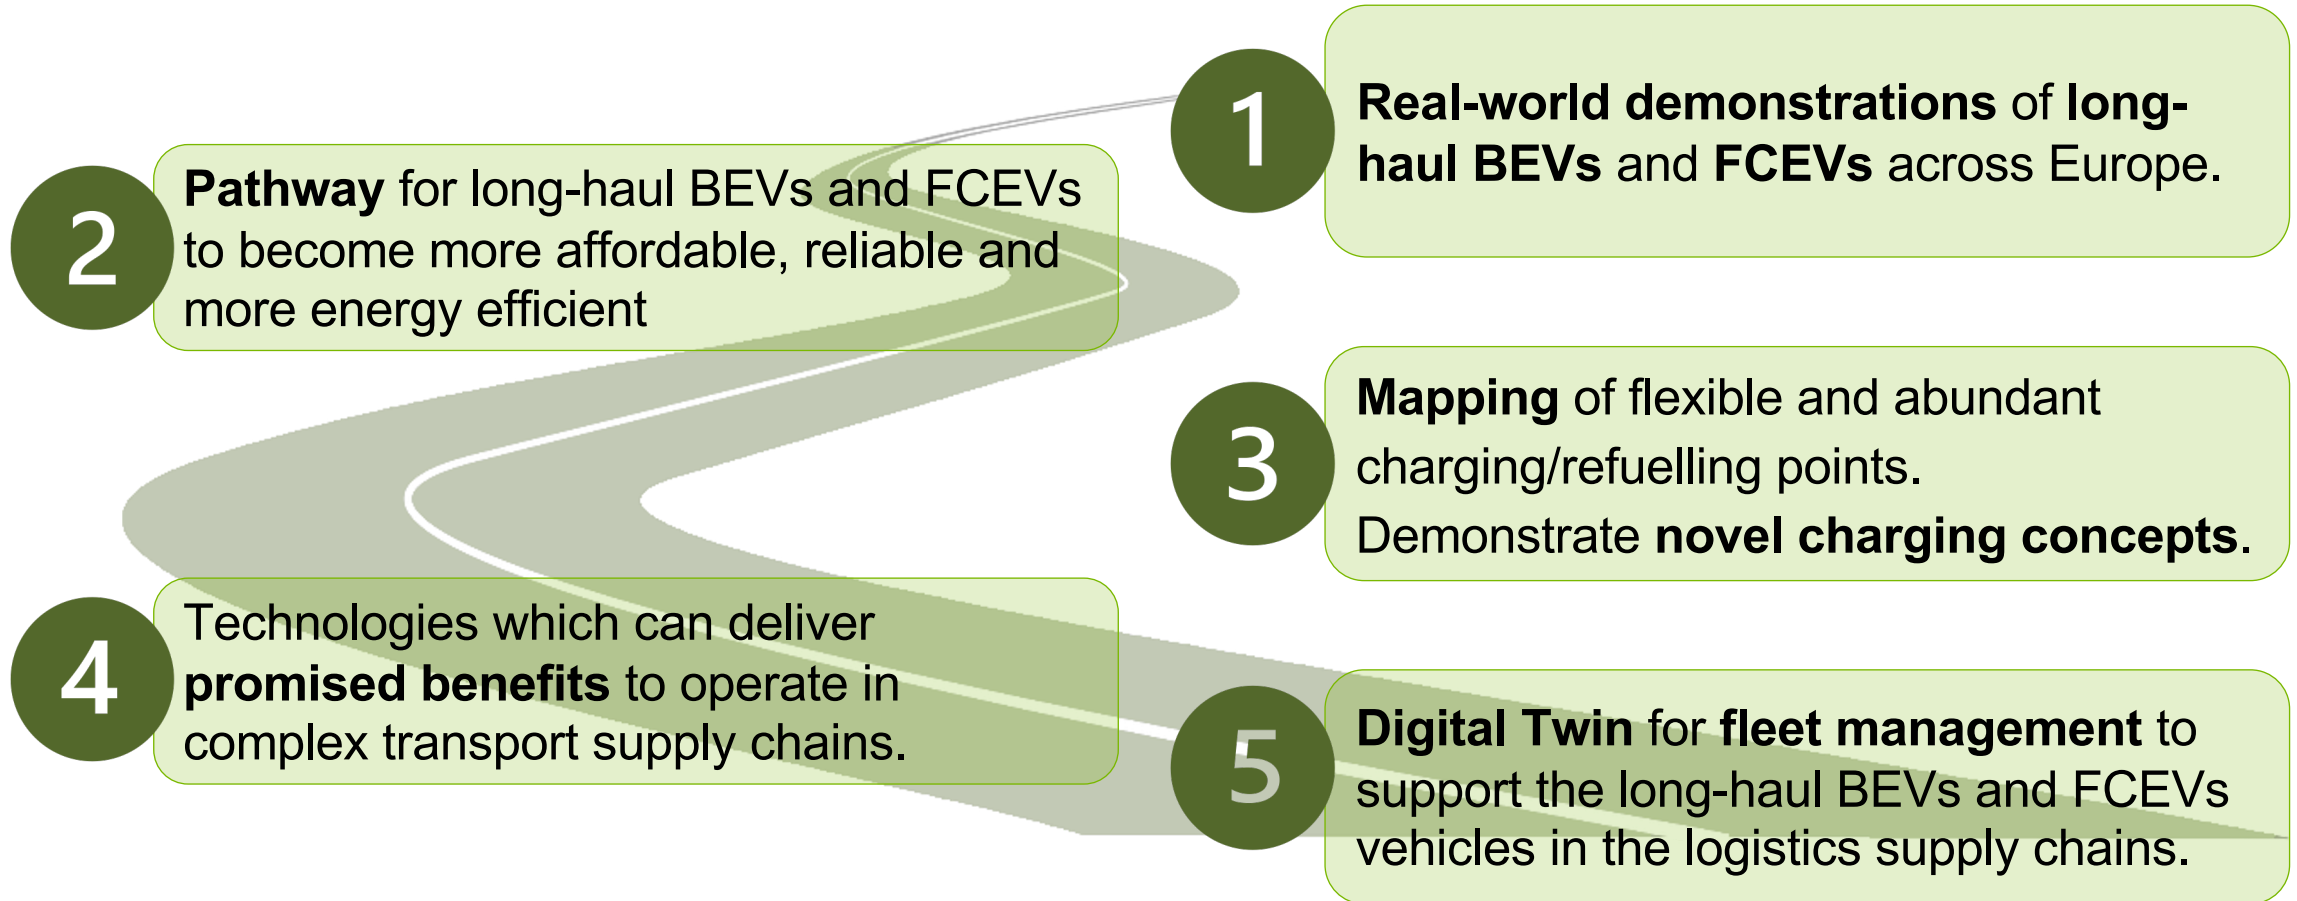 1
Real-world demonstrations of long-
haul BEVs and FCEVs across Europe.
2
Pathway for long-haul BEVs and FCEVs
to become more affordable, reliable and
more energy efficient
3
Mapping of flexible and abundant
charging/refuelling points.
Demonstrate novel charging concepts.
4
Technologies which can deliver
promised benefits to operate in
complex transport supply chains.
5
Digital Twin for fleet management to
support the long-haul BEVs and FCEVs
vehicles in the logistics supply chains.